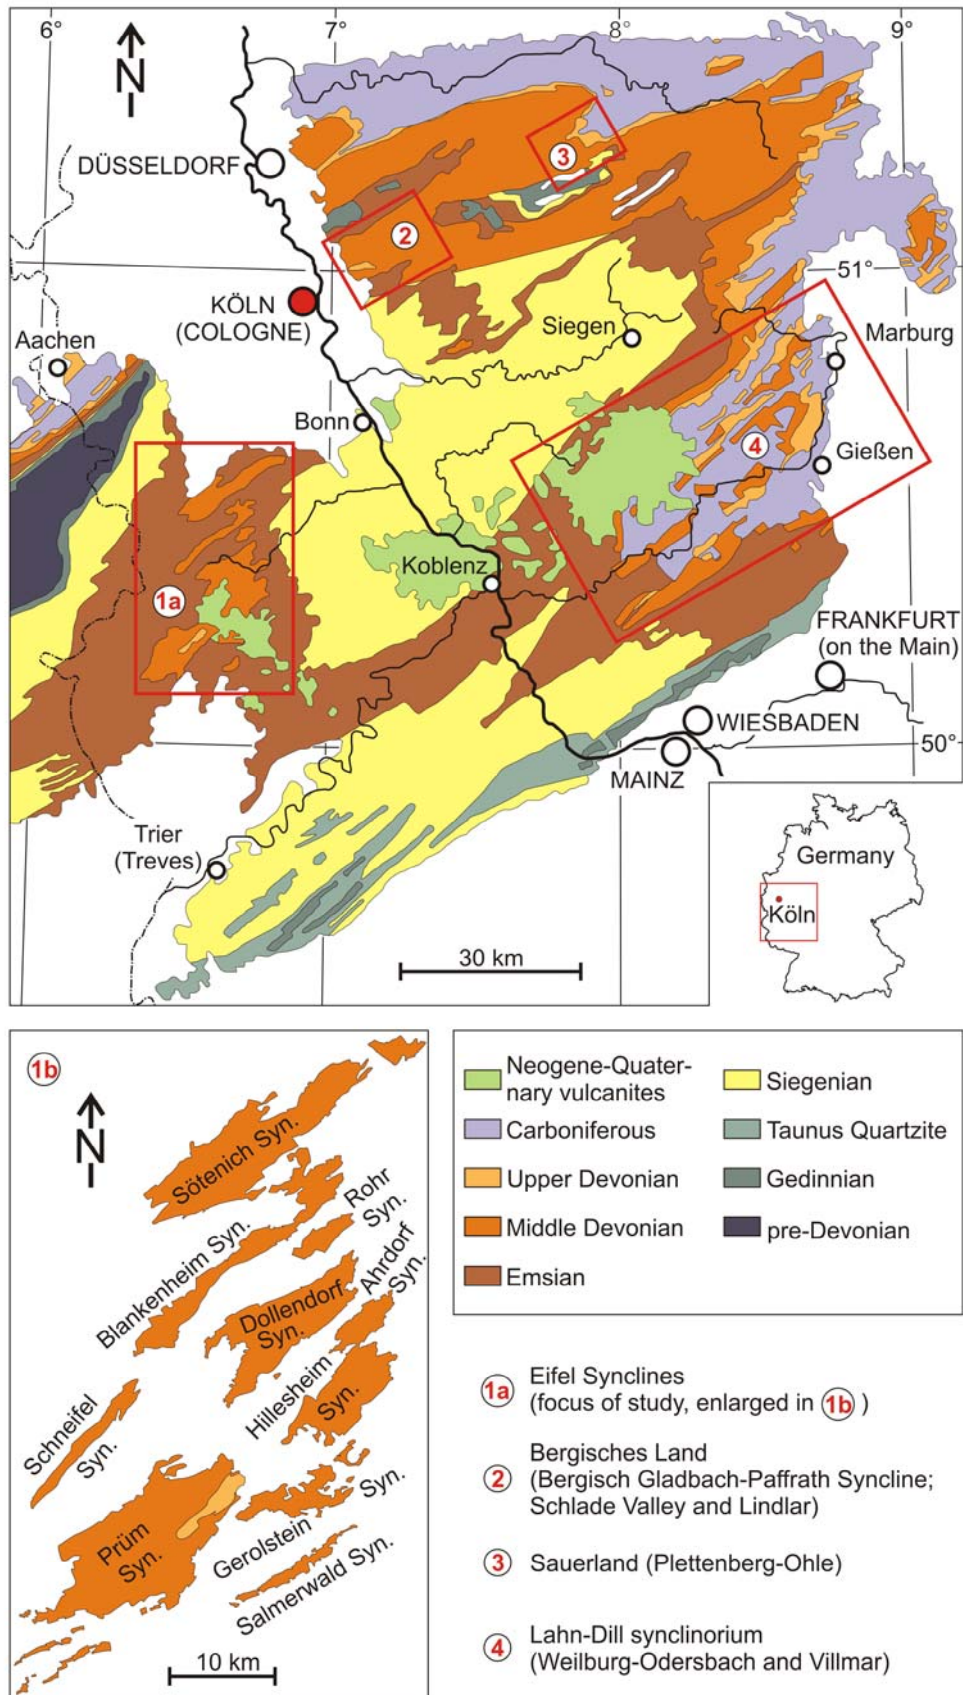 6°
7°
8°
9°
N
DÜSSELDORF
3
2
51°
KÖLN
(COLOGNE)
Siegen
Marburg
Aachen
Bonn
4
Gießen
Koblenz
1a
FRANKFURT
(on the Main)
WIESBADEN
50°
MAINZ
Trier
(Treves)
30 km
Germany
Köln
1b
N
Sötenich Syn.
Rohr
Syn.
Blankenheim Syn.
Ahrdorf
Syn.
Dollendorf
Syn.
Hillesheim
Syn.
Schneifel
Syn.
Prüm
Syn.
Gerolstein
Syn.
Salmerwald Syn.
10 km
Neogene-Quater-
nary vulcanites
Carboniferous
Upper Devonian
Middle Devonian
Emsian
Siegenian
Taunus Quartzite
Gedinnian
pre-Devonian
1a Eifel Synclines
(focus of study, enlarged in 1b )
Bergisches Land
2 (Bergisch Gladbach-Paffrath Syncline;
Schlade Valley and Lindlar)
3 Sauerland (Plettenberg-Ohle)
4 Lahn-Dill synclinorium
(Weilburg-Odersbach and Villmar)